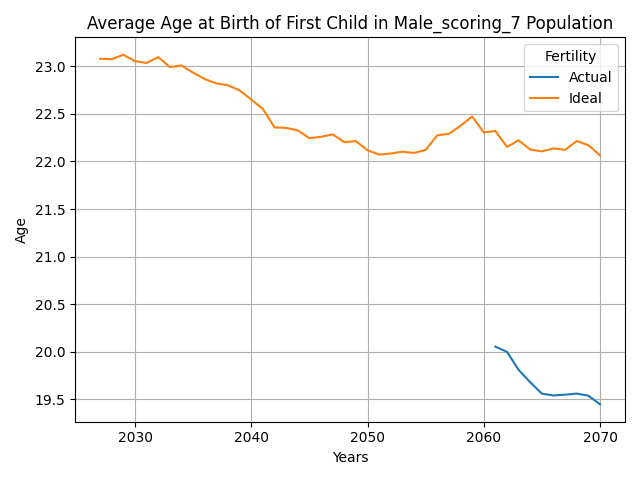 Average Age at Birth of First Child in Male_scoring_7 Population
Fertility
Actual
Ideal
Age
23.0
22.5
22.0
21.5
21.0
20.5
20.0
19.5
2030 2040 2050 2060 2070
Years